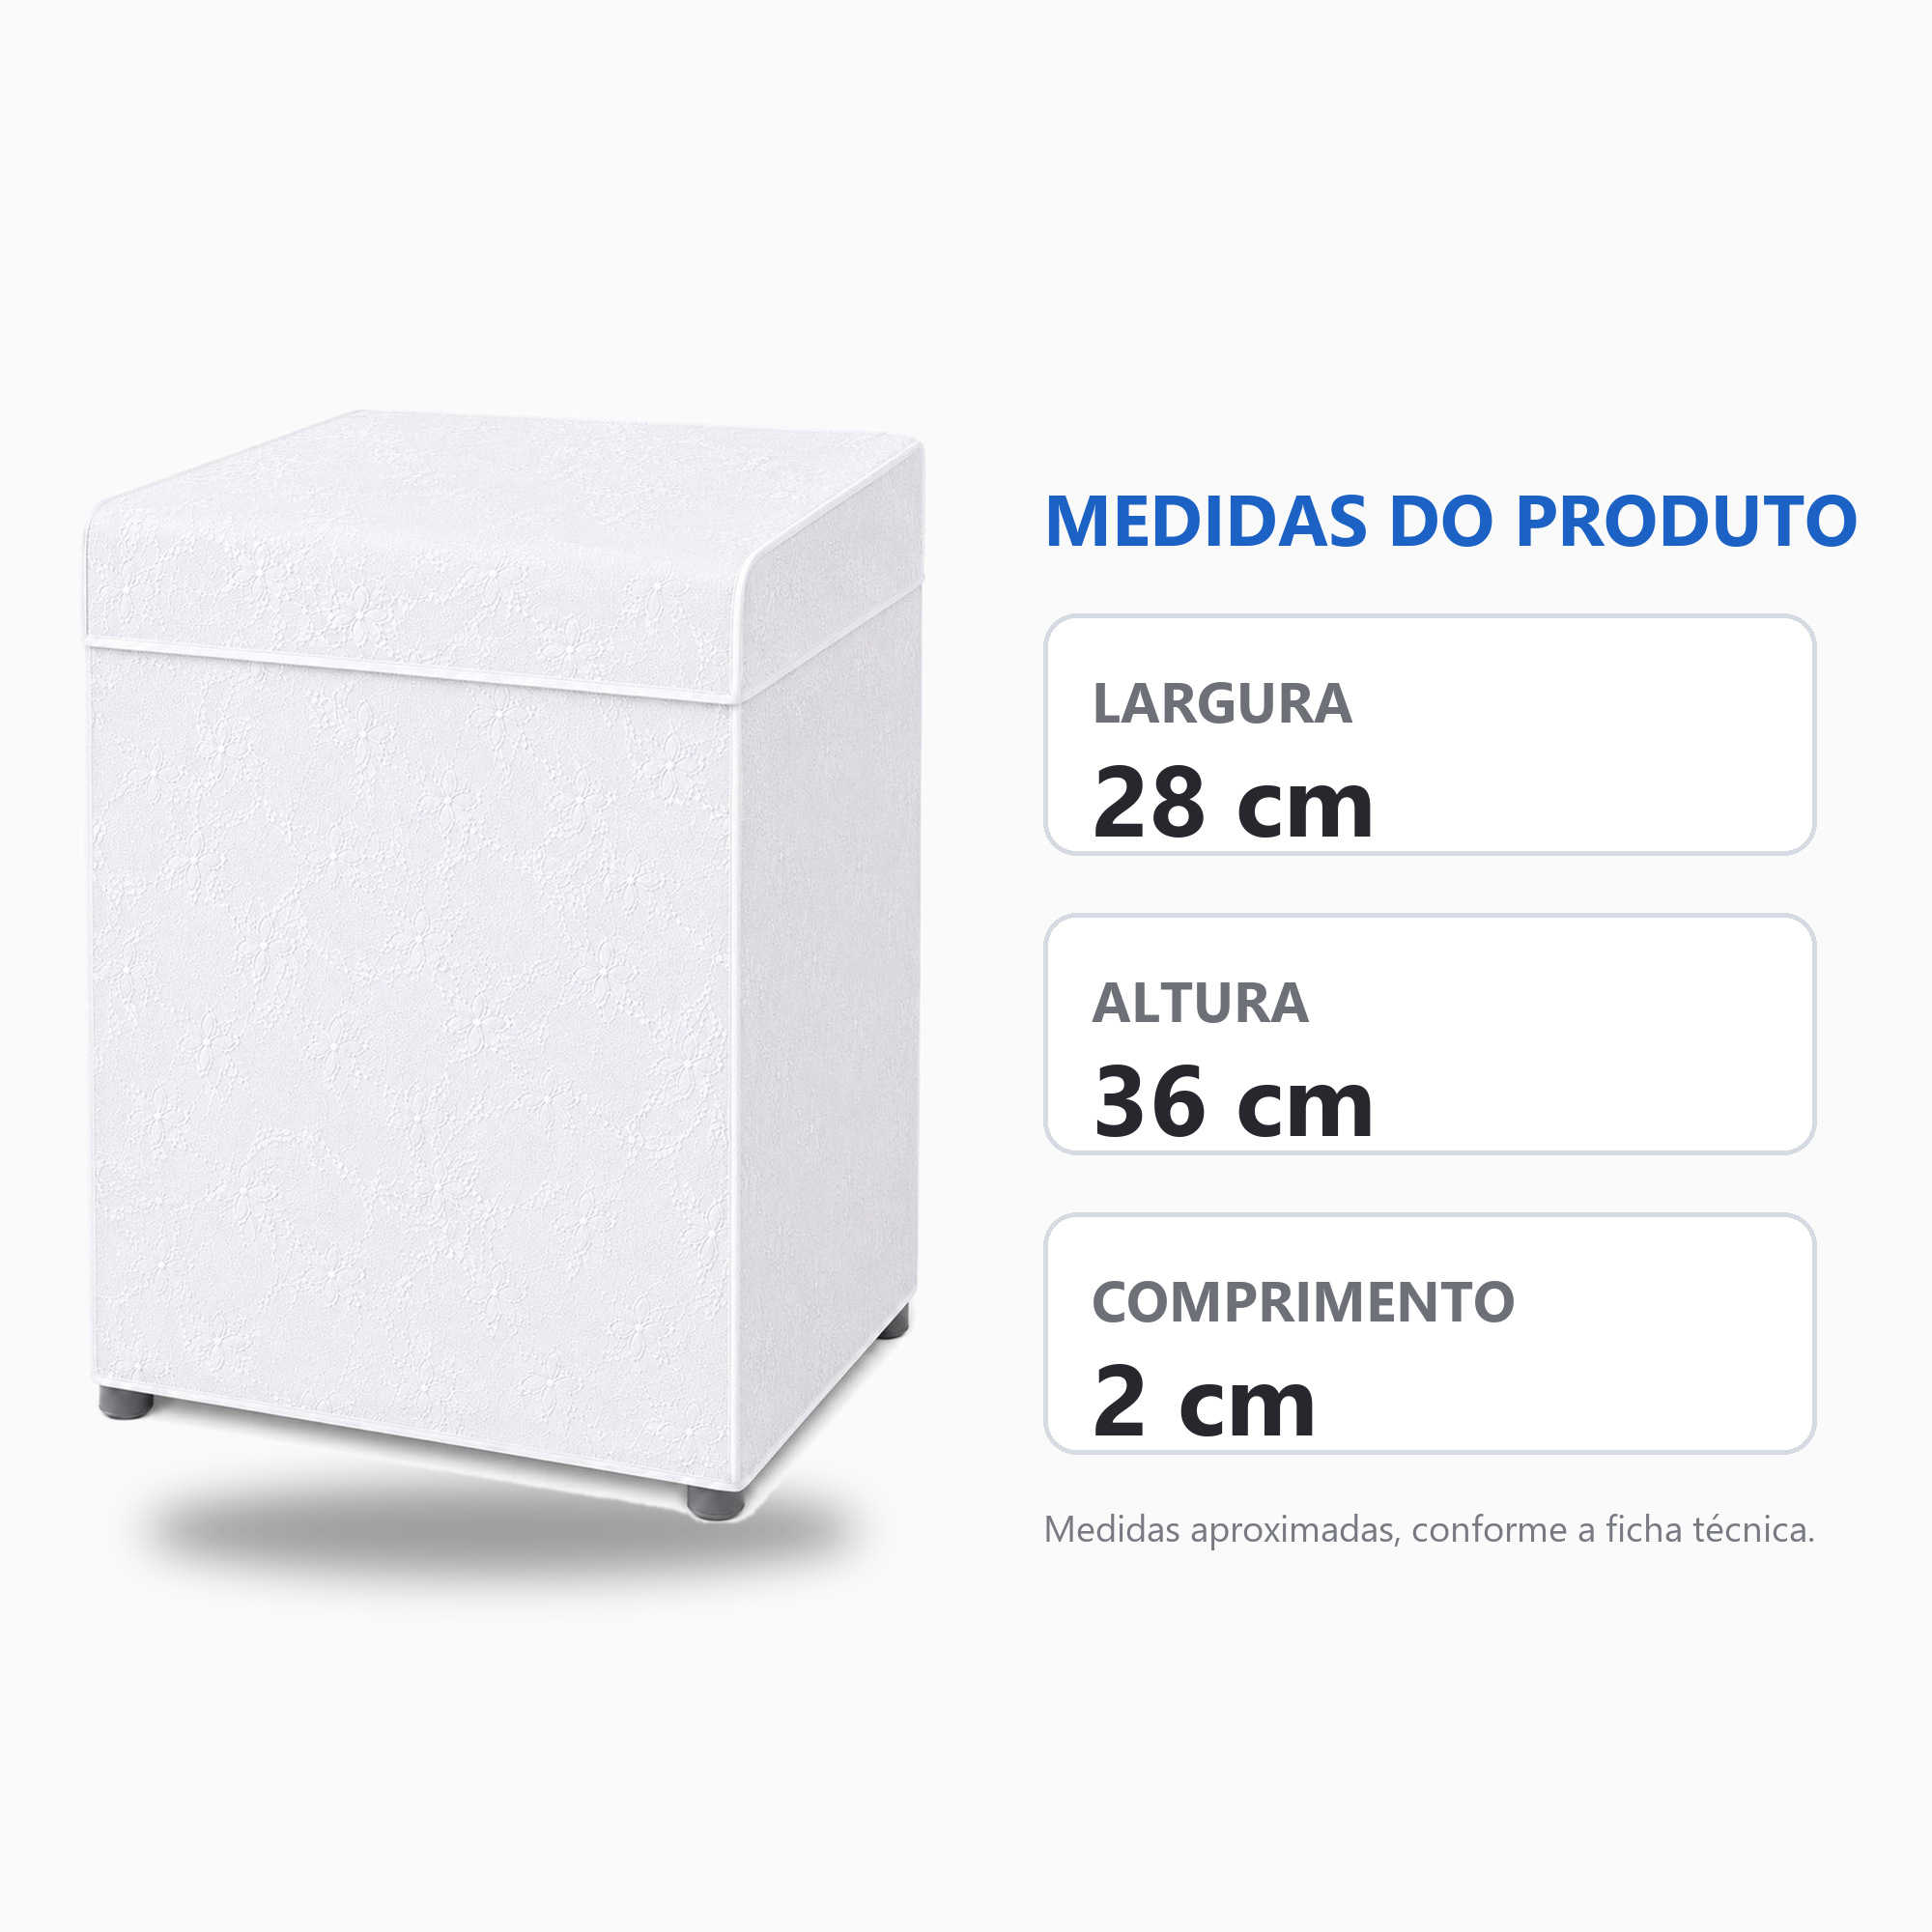 MEDIDAS DO PRODUTO
LARGURA
28 cm
ALTURA
36 cm
COMPRIMENTO
2 cm
Medidas aproximadas, conforme a ficha técnica.